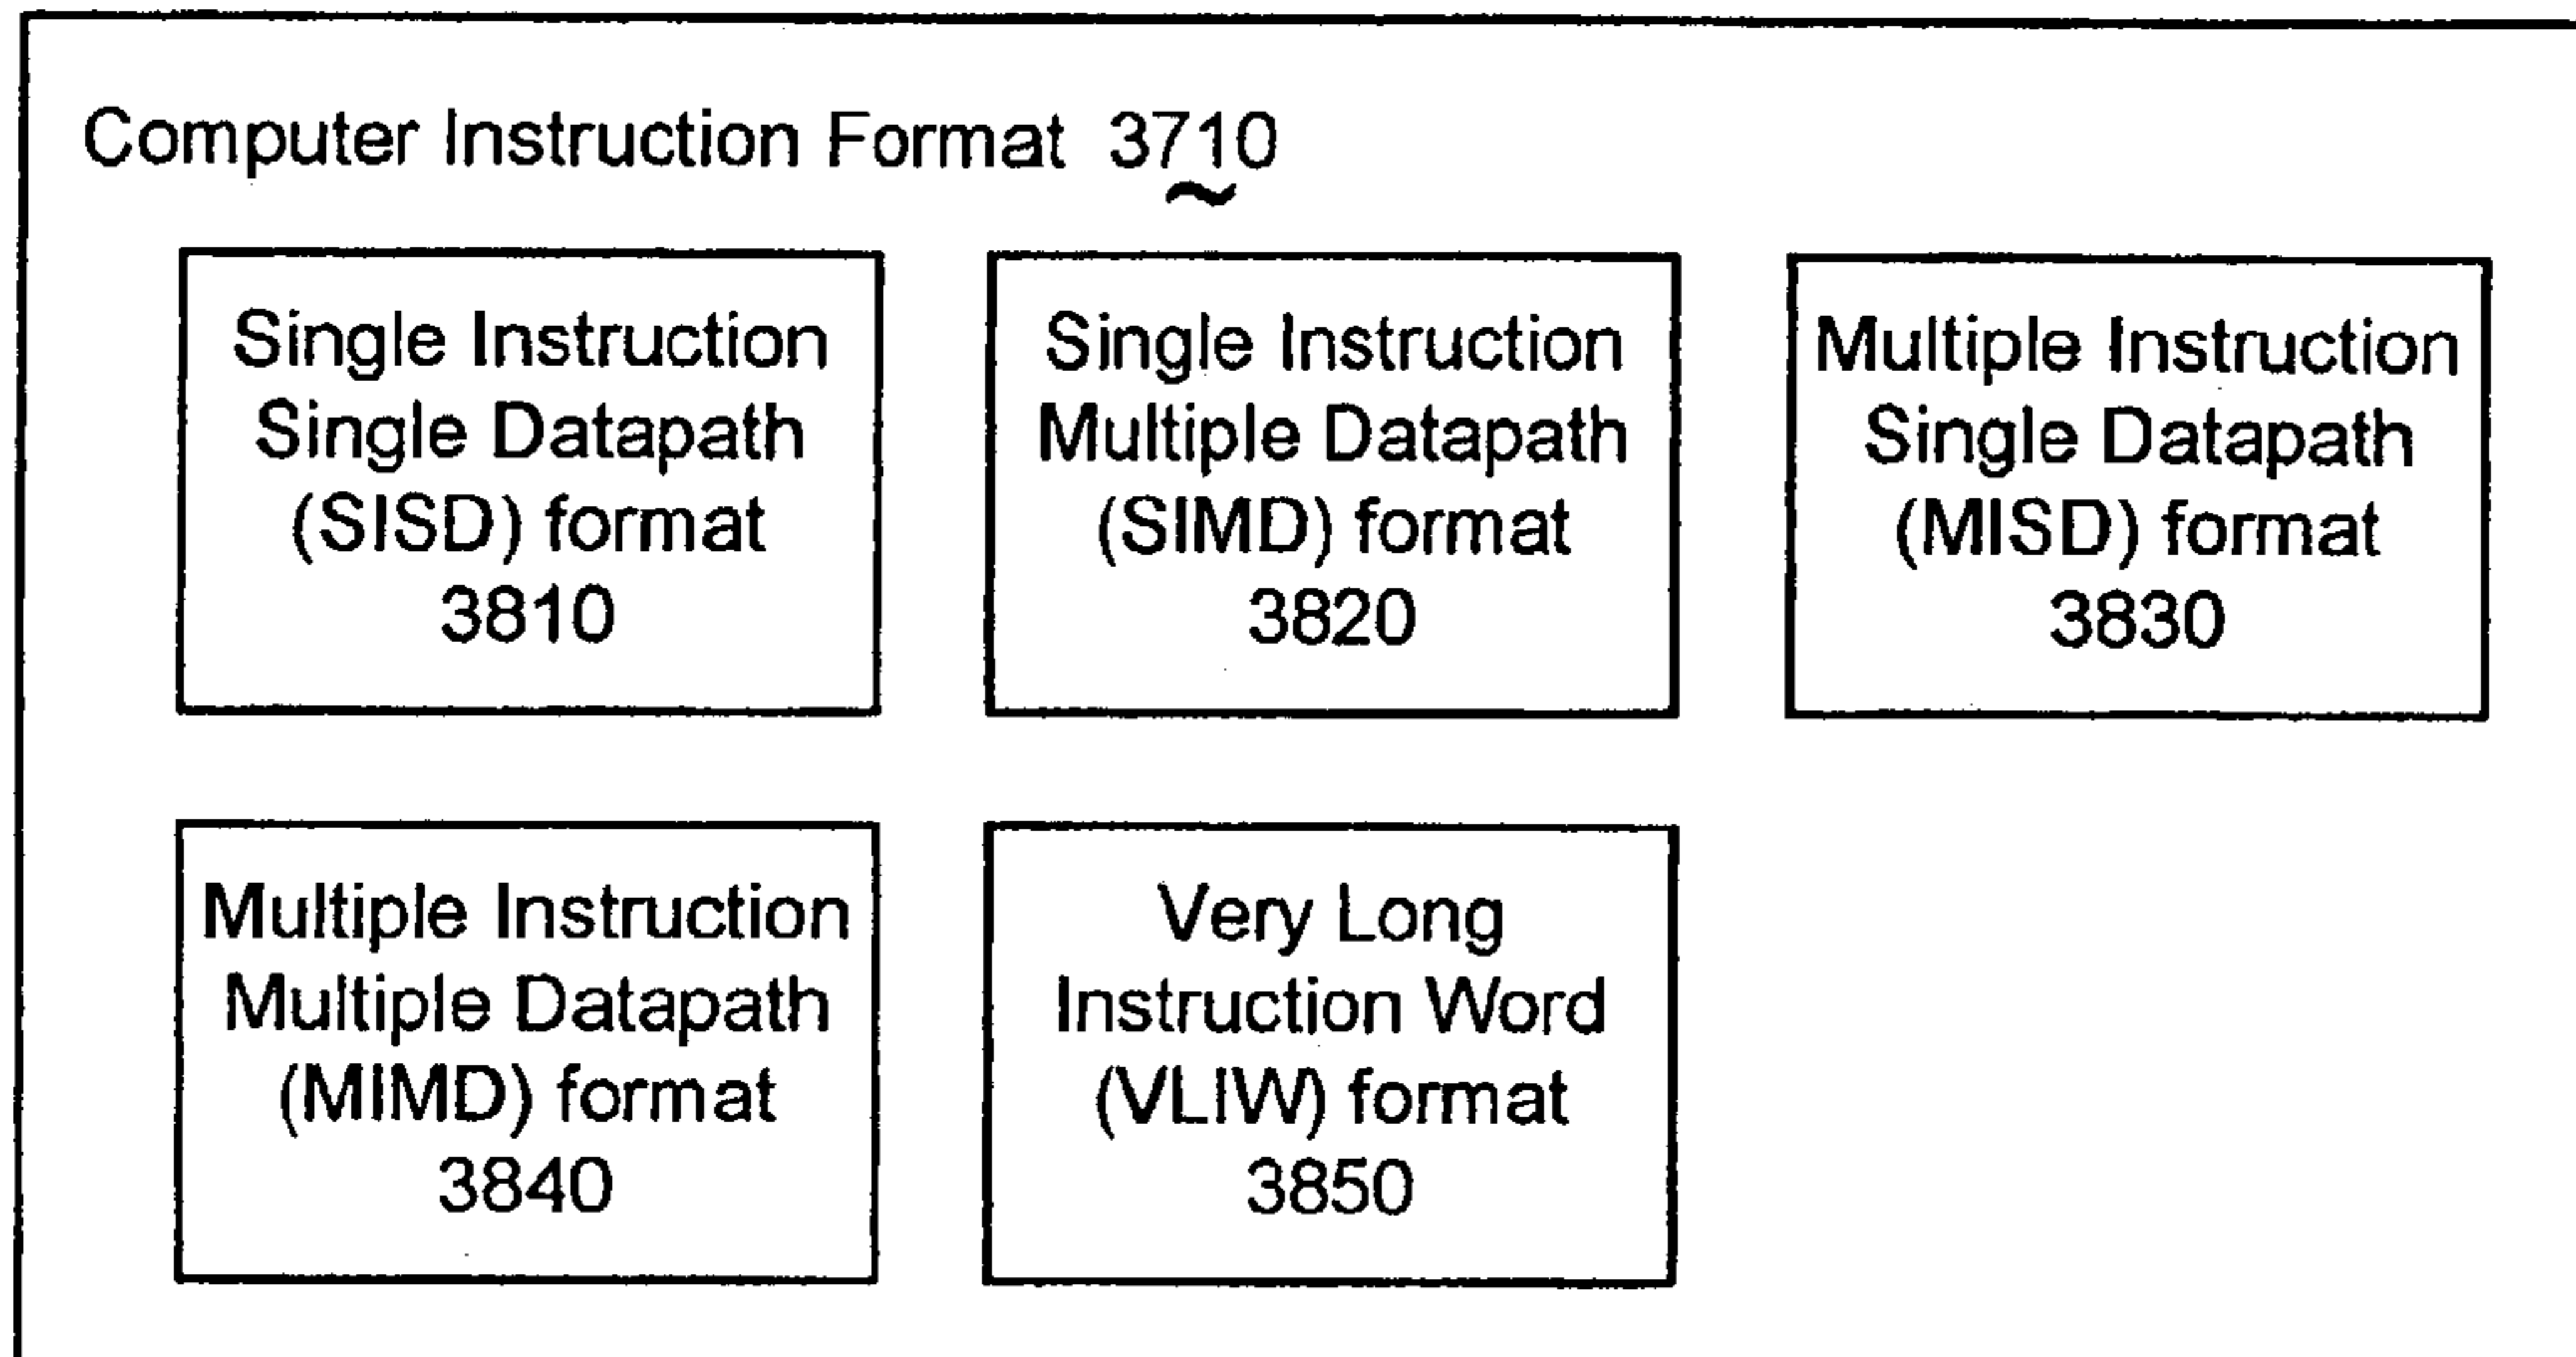 Computer Instruction Format 3710
Single Instruction
Single Datapath
(SISD) format
3810
Single Instruction
Multiple Datapath
(SIMD) format
3820
Multiple Instruction
Single Datapath
(MISD) format
3830
Multiple Instruction
Multiple Datapath
(MIMD) format
3840
Very Long
Instruction Word
(VLIW) format
3850